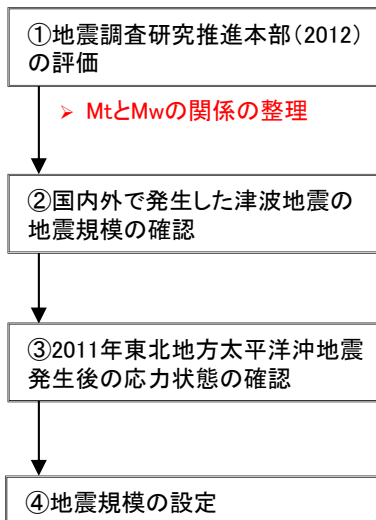 ①地震調査研究推進本部(2012)
の評価
➢ MtとMwの関係の整理
②国内外で発生した津波地震の
地震規模の確認
③2011年東北地方太平洋沖地震
発生後の応力状態の確認
④地震規模の設定